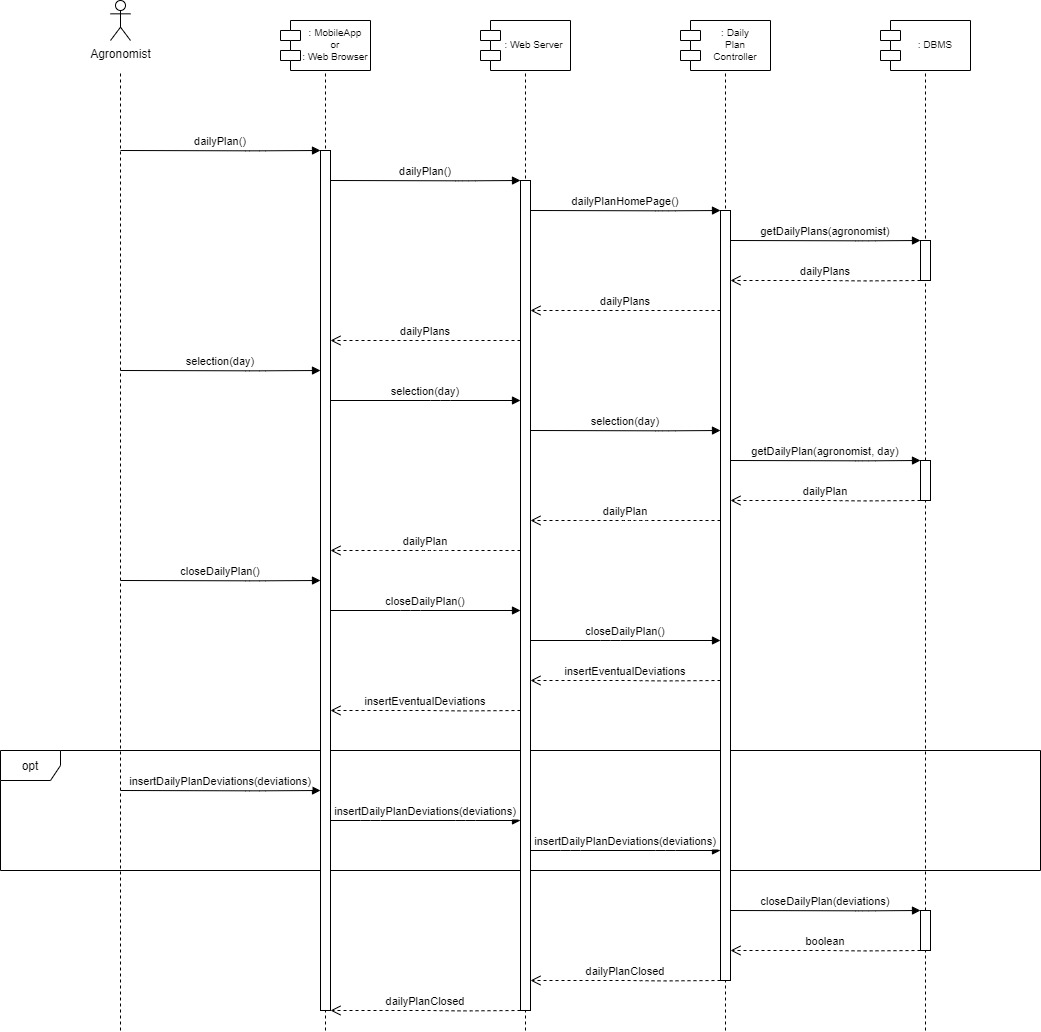 Agronomist
: MobileApp
or
: Web Browser
: Web Server
: Daily
Plan
Controller
: DBMS
dailyPlan()
dailyPlan()
dailyPlanHomePage()
getDailyPlans(agronomist)
dailyPlans
dailyPlans
dailyPlans
selection(day)
selection(day)
selection(day)
getDailyPlan(agronomist, day)
dailyPlan
dailyPlan
dailyPlan
closeDailyPlan()
closeDailyPlan()
closeDailyPlan()
insertEventualDeviations
insertEventualDeviations
opt
insertDailyPlanDeviations(deviations)
insertDailyPlanDeviations(deviations)
insertDailyPlanDeviations(deviations)
closeDailyPlan(deviations)
boolean
dailyPlanClosed
dailyPlanClosed